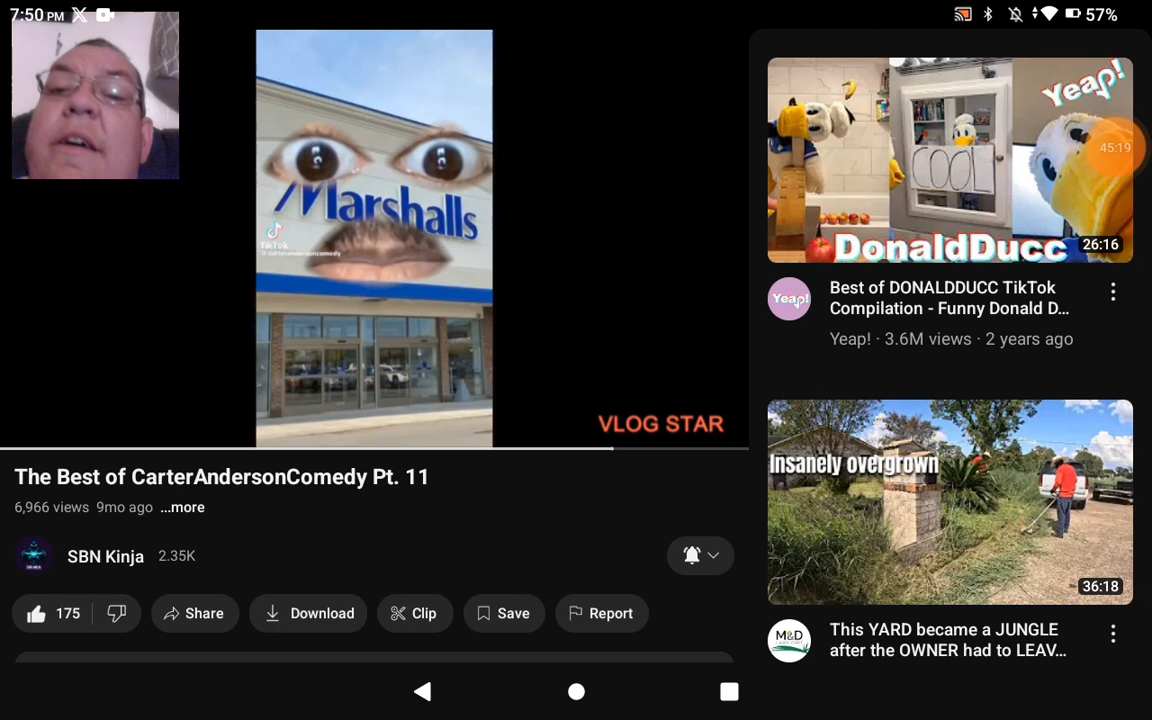 7:50 PM
57%
Marshalls
TikTok
VLOG STAR
The Best of CarterAndersonComedy Pt. 11
6,966 views 9mo ago ...more
SBN Kinja 2.35K
175
Share
Download
Clip
Save
Report
Yeap!
45:19
COOL
DonaldDucc
26:16
Yeap!
Best of DONALDDUCC TikTok
Compilation - Funny Donald D...
Yeap! · 3.6M views · 2 years ago
Insanely overgrown
36:18
M&D
This YARD became a JUNGLE
after the OWNER had to LEAV...